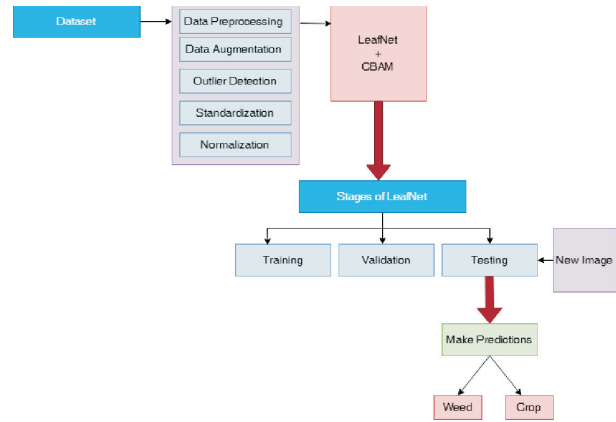 Dataset
Data Preprocessing
Data Augmentation
Outlier Detection
Standardization
Normalization
LeafNet
+
CBAM
Stages of LeafNet
Training
Validation
Testing
New Image
Make Predictions
Weed
Crop